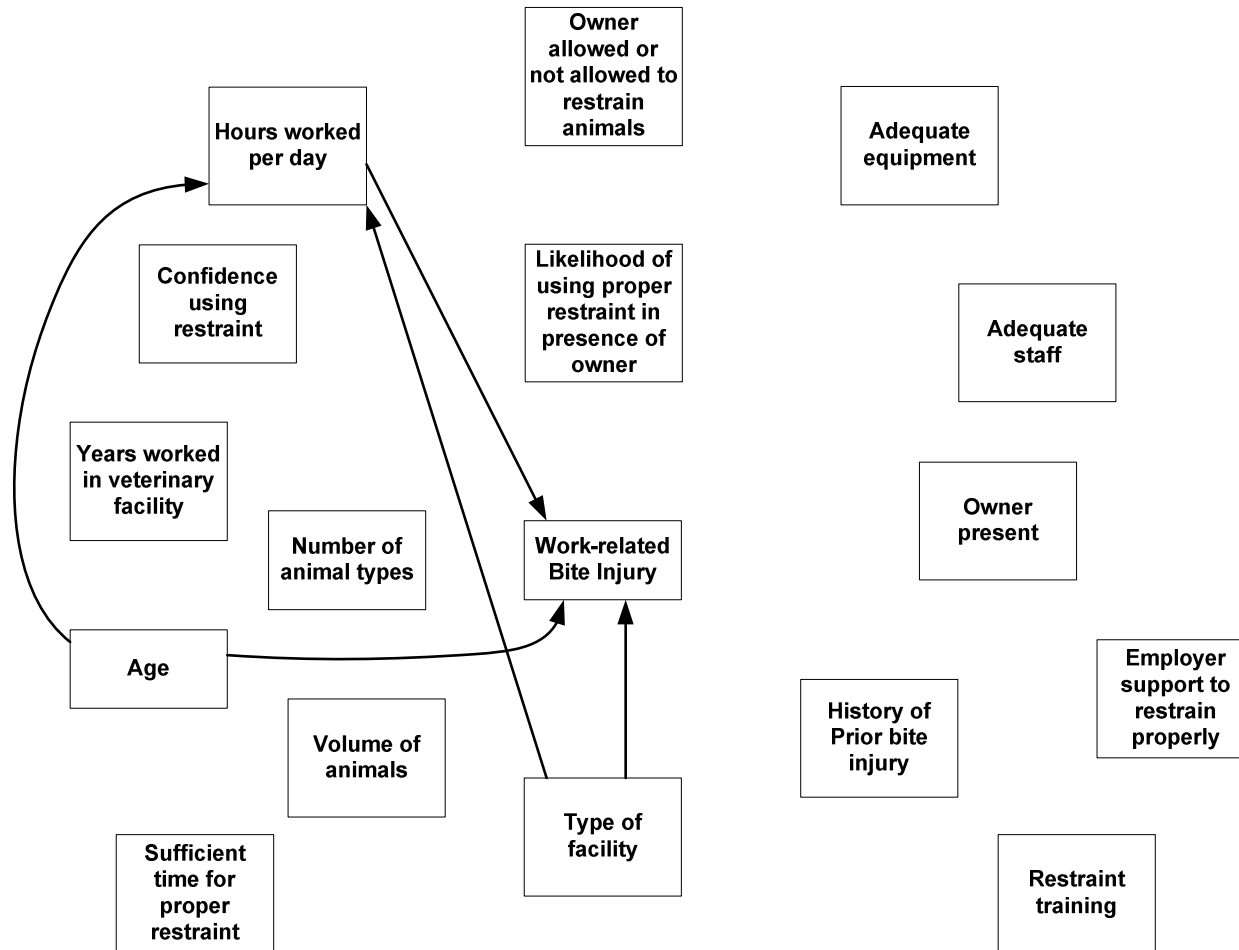 Owner
allowed or
not allowed to
restrain
animals
Hours worked
per day
Adequate
equipment
Confidence
using
restraint
Likelihood of
using proper
restraint in
presence of
owner
Adequate
staff
Years worked
in veterinary
facility
Number of
animal types
Work-related
Bite Injury
Owner
present
Age
Volume of
animals
History of
Prior bite
injury
Employer
support to
restrain
properly
Type of
facility
Sufficient
time for
proper
restraint
Restraint
training